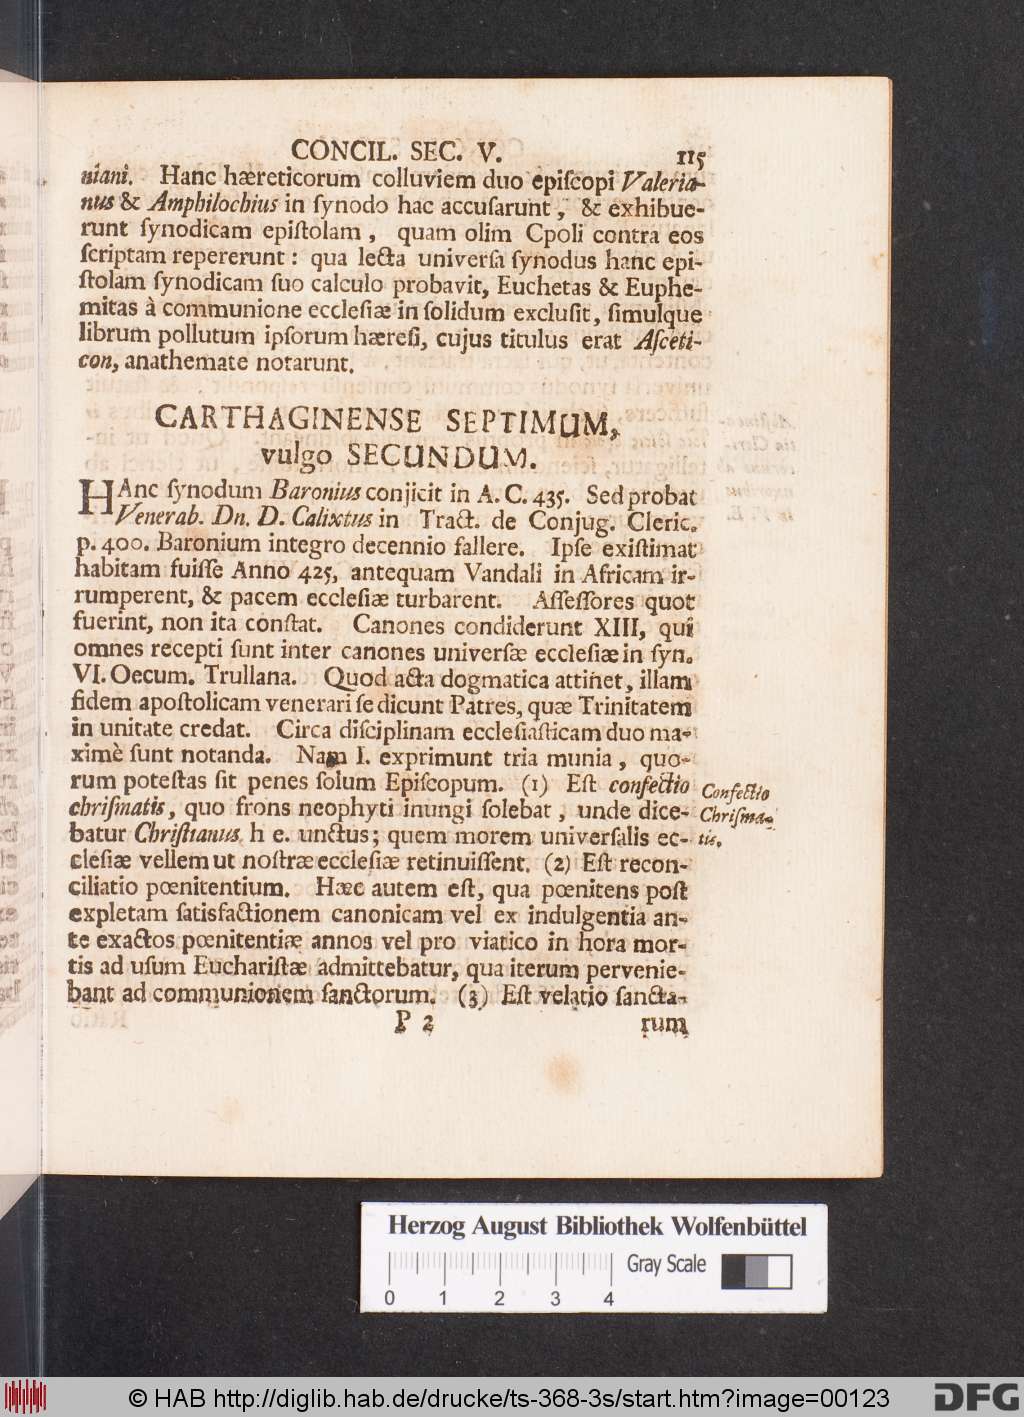 CONCIL. SEC. V. 115
niani. Hanc hæreticorum colluviem duo epiſcopi Valeria-
nus & Amphilochius in ſynodo hac accuſarunt, & exhibue-
runt ſynodicam epiſtolam, quam olim Cpoli contra eos
ſcriptam repererunt: qua lecta univerſa ſynodus hanc epi-
ſtolam ſynodicam ſuo calculo probavit, Euchetas & Euphe-
mitas à communione eccleſiæ in ſolidum excluſit, ſimulque
librum pollutum ipſorum hæreſi, cujus titulus erat Aſceti-
con, anathemate notarunt.
CARTHAGINENSE SEPTIMUM,
vulgo SECUNDUM.
HAnc ſynodum Baronius conjicit in A. C. 435. Sed probat
Venerab. Dn. D. Calixtus in Tract. de Conjug. Cleric.
p. 400. Baronium integro decennio fallere. Ipſe exiſtimat
habitam fuiſſe Anno 425, antequam Vandali in Africam ir-
rumperent, & pacem eccleſiæ turbarent. Aſſeſſores quot
fuerint, non ita conſtat. Canones condiderunt XIII, qui
omnes recepti ſunt inter canones univerſæ eccleſiæ in ſyn.
VI. Oecum. Trullana. Quod acta dogmatica attinet, illam
fidem apoſtolicam venerari ſe dicunt Patres, quæ Trinitatem
in unitate credat. Circa diſciplinam eccleſiaſticam duo ma-
ximè ſunt notanda. Nam I. exprimunt tria munia, quo-
rum poteſtas ſit penes ſolum Epiſcopum. (1) Eſt confectio
chriſmatis, quo frons neophyti inungi ſolebat, unde dice-
batur Chriſtianus, h e. unctus; quem morem univerſalis ec-
cleſiæ vellem ut noſtræ eccleſiæ retinuiſſent. (2) Eſt recon-
ciliatio pœnitentium. Hæc autem eſt, qua pœnitens poſt
expletam ſatisfactionem canonicam vel ex indulgentia an-
te exactos pœnitentiæ annos vel pro viatico in hora mor-
tis ad uſum Euchariſtæ admittebatur, qua iterum pervenie-
bant ad communionem ſanctorum. (3) Eſt velatio ſancta-
P 2 rum
Confectio
Chriſma-
tis.
Herzog August Bibliothek Wolfenbüttel
Gray Scale
0 1 2 3 4
© HAB http://diglib.hab.de/drucke/ts-368-3s/start.htm?image=00123
DFG